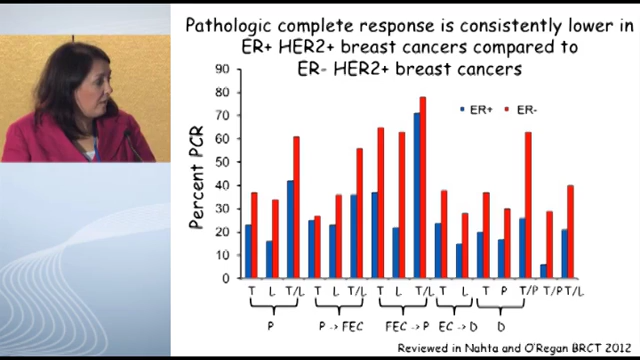 Pathologic complete response is consistently lower in
ER+ HER2+ breast cancers compared to
ER- HER2+ breast cancers
90
80
70
60
50
40
30
20
10
0
Percent PCR
ER+ ER-
T L T/L T L T/L T L T/L T L T P T/P T/P T/L
P P → FEC FEC → P EC → D D
Reviewed in Nahta and O'Regan BRCT 2012